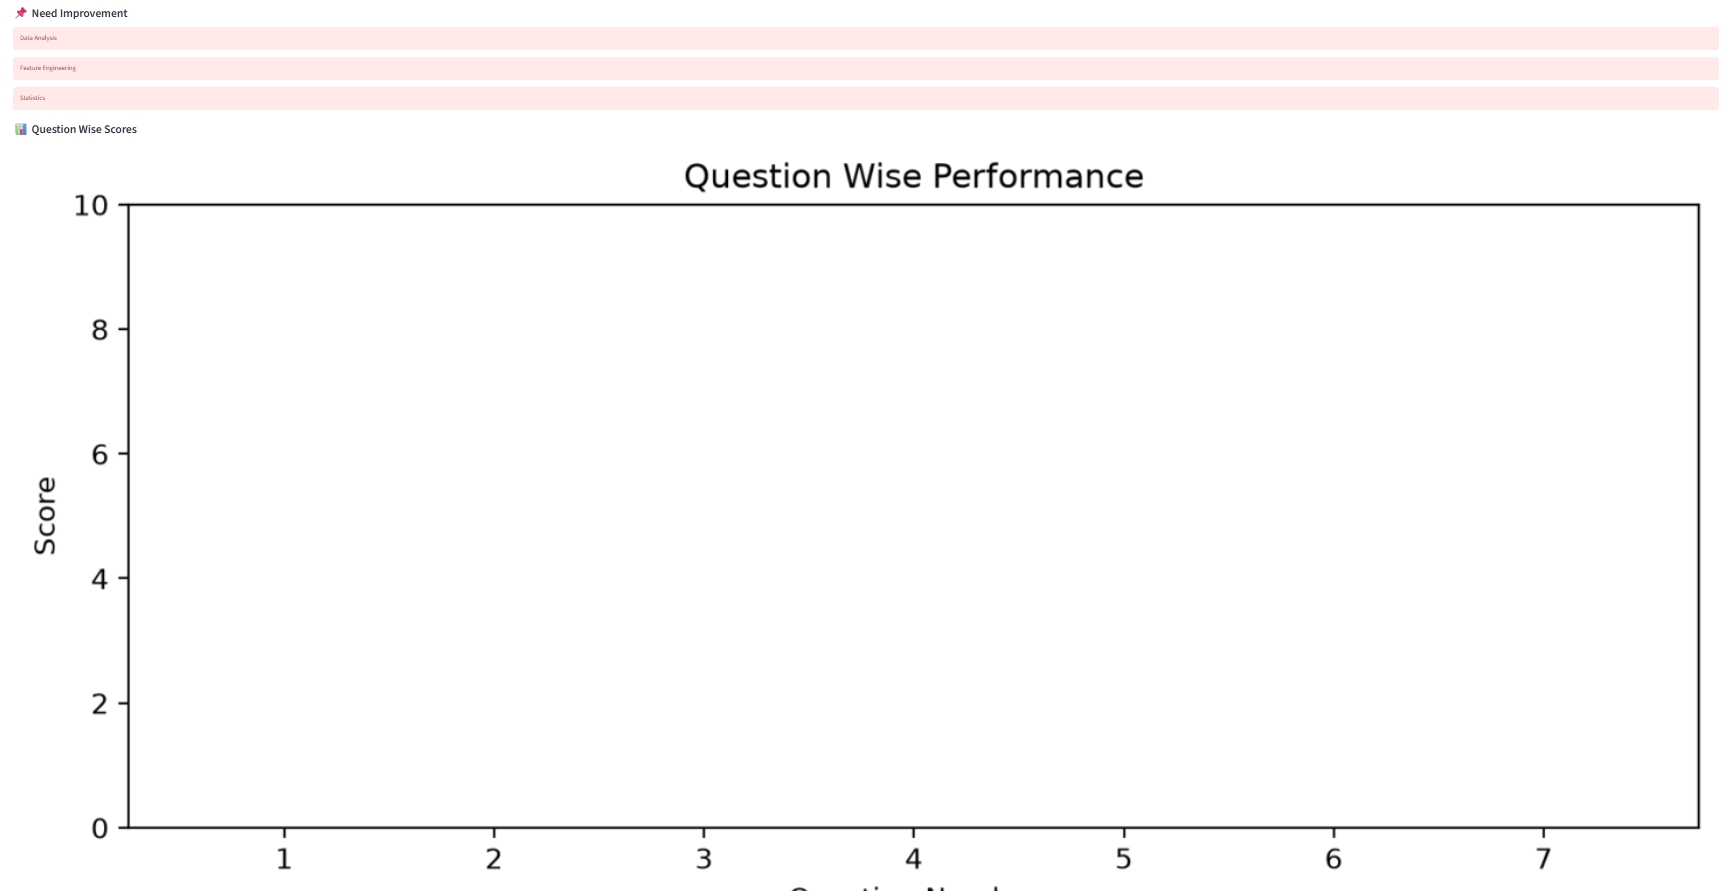 Need Improvement
Data Analysis
Feature Engineering
Statistics
Question Wise Scores
Question Wise Performance
10
8
6
4
2
0
Score
1 2 3 4 5 6 7